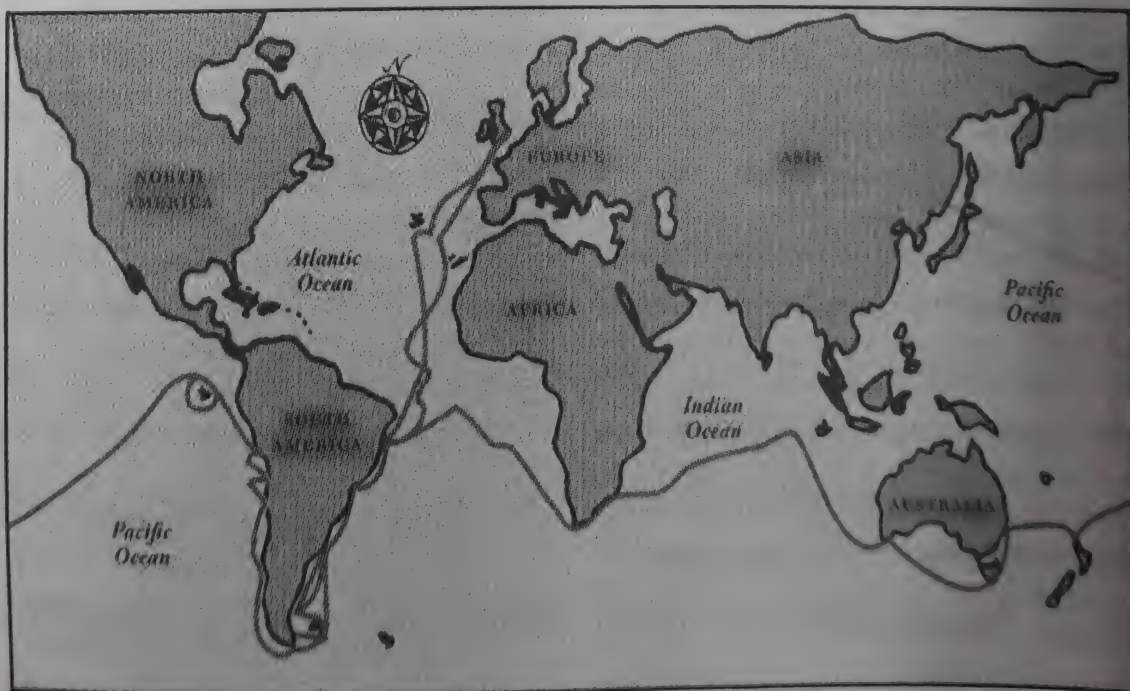 N
NORTH
AMERICA
EUROPE
ASIA
Atlantic
Ocean
AFRICA
Pacific
Ocean
SOUTH
AMERICA
Indian
Ocean
AUSTRALIA
Pacific
Ocean